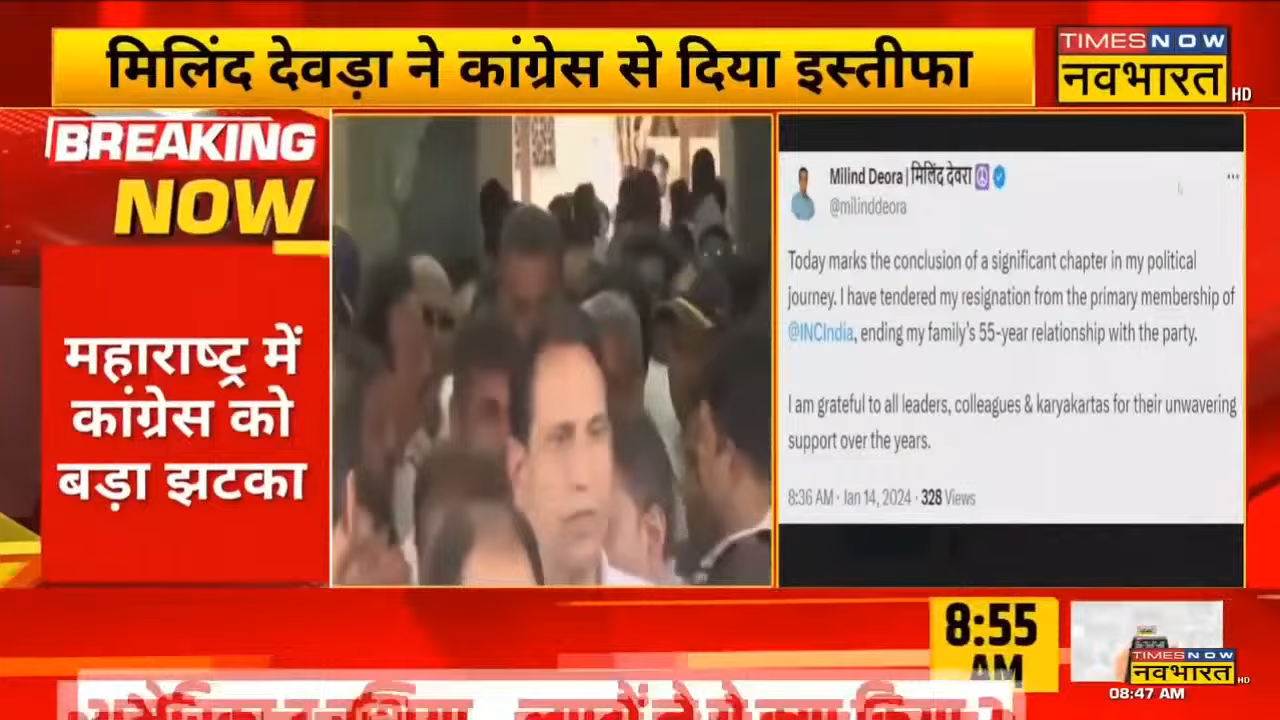 मिलिंद देवड़ा ने कांग्रेस से दिया इस्तीफा
TIMES NOW
नवभारत HD
BREAKING
NOW
महाराष्ट्र में
कांग्रेस को
बड़ा झटका
Milind Deora | मिलिंद देवरा
@milinddeora
Today marks the conclusion of a significant chapter in my political
journey. I have tendered my resignation from the primary membership of
@INCIndia, ending my family's 55-year relationship with the party.
I am grateful to all leaders, colleagues & karyakartas for their unwavering
support over the years.
8:36 AM · Jan 14, 2024 · 328 Views
8:55
AM
TIMES NOW
नवभारत HD
08:47 AM